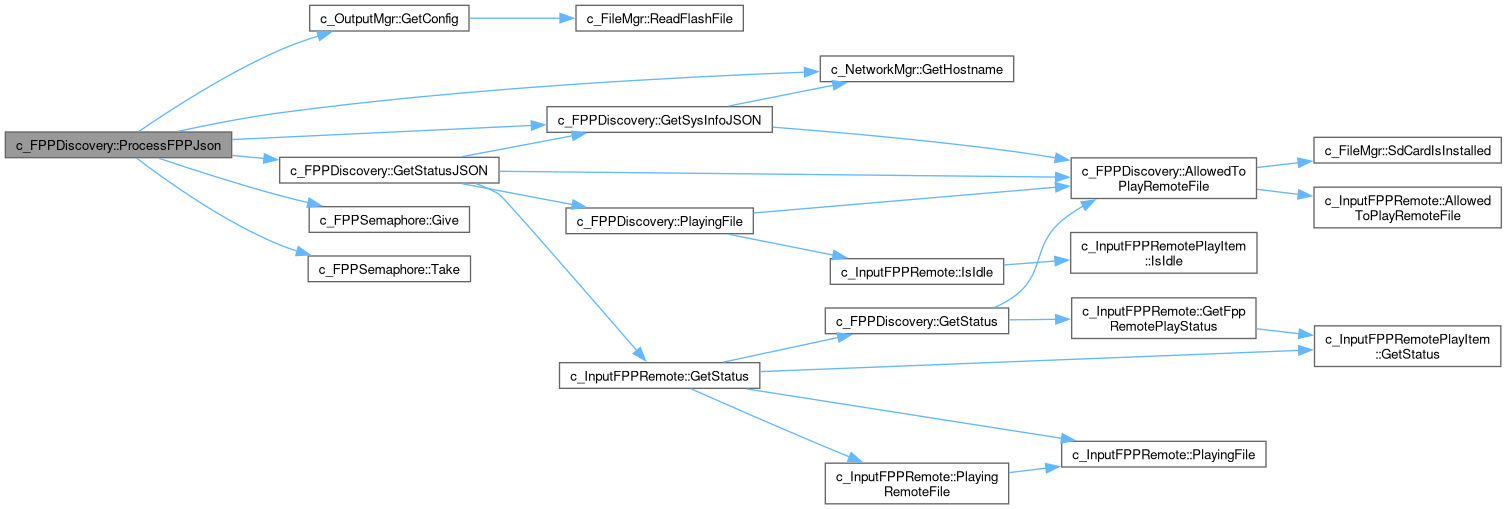 c_OutputMgr::GetConfig
c_FileMgr::ReadFlashFile
c_NetworkMgr::GetHostname
c_FPPDiscovery::GetSysInfoJSON
c_FPPDiscovery::ProcessFPPJson
c_FileMgr::SdCardIsInstalled
c_FPPDiscovery::GetStatusJSON
c_FPPDiscovery::AllowedTo
PlayRemoteFile
c_InputFPPRemote::Allowed
ToPlayRemoteFile
c_FPPSemaphore::Give
c_FPPDiscovery::PlayingFile
c_InputFPPRemotePlayItem
::IsIdle
c_FPPSemaphore::Take
c_InputFPPRemote::IsIdle
c_FPPDiscovery::GetStatus
c_InputFPPRemote::GetFpp
RemotePlayStatus
c_InputFPPRemotePlayItem
::GetStatus
c_InputFPPRemote::GetStatus
c_InputFPPRemote::PlayingFile
c_InputFPPRemote::Playing
RemoteFile